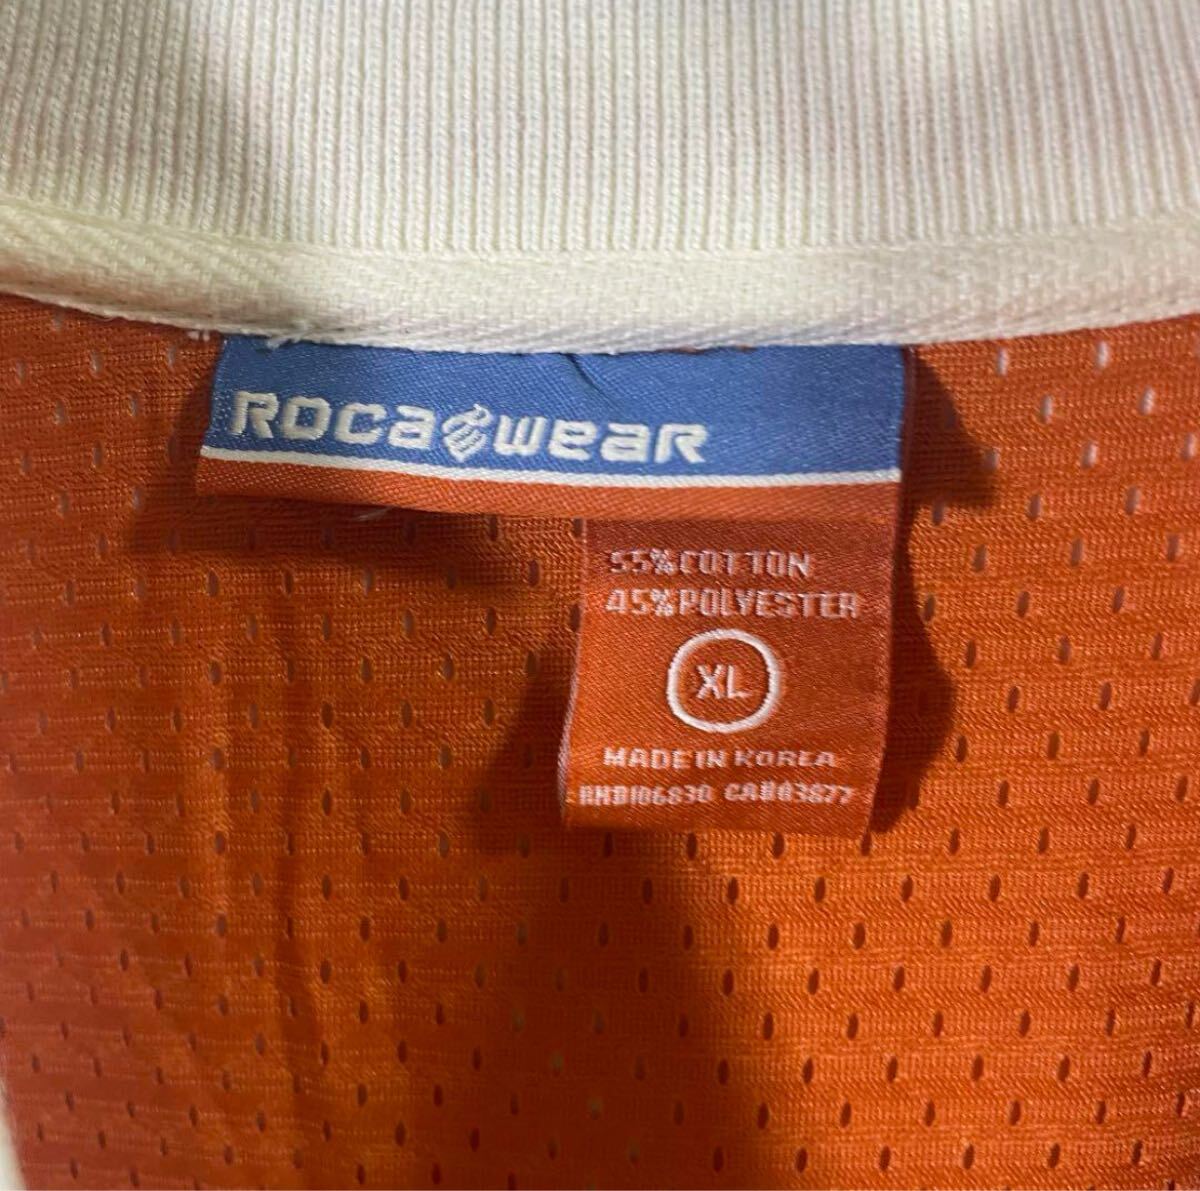 ROCAWEAR
55% COTTON
45% POLYESTER
XL
MADE IN KOREA